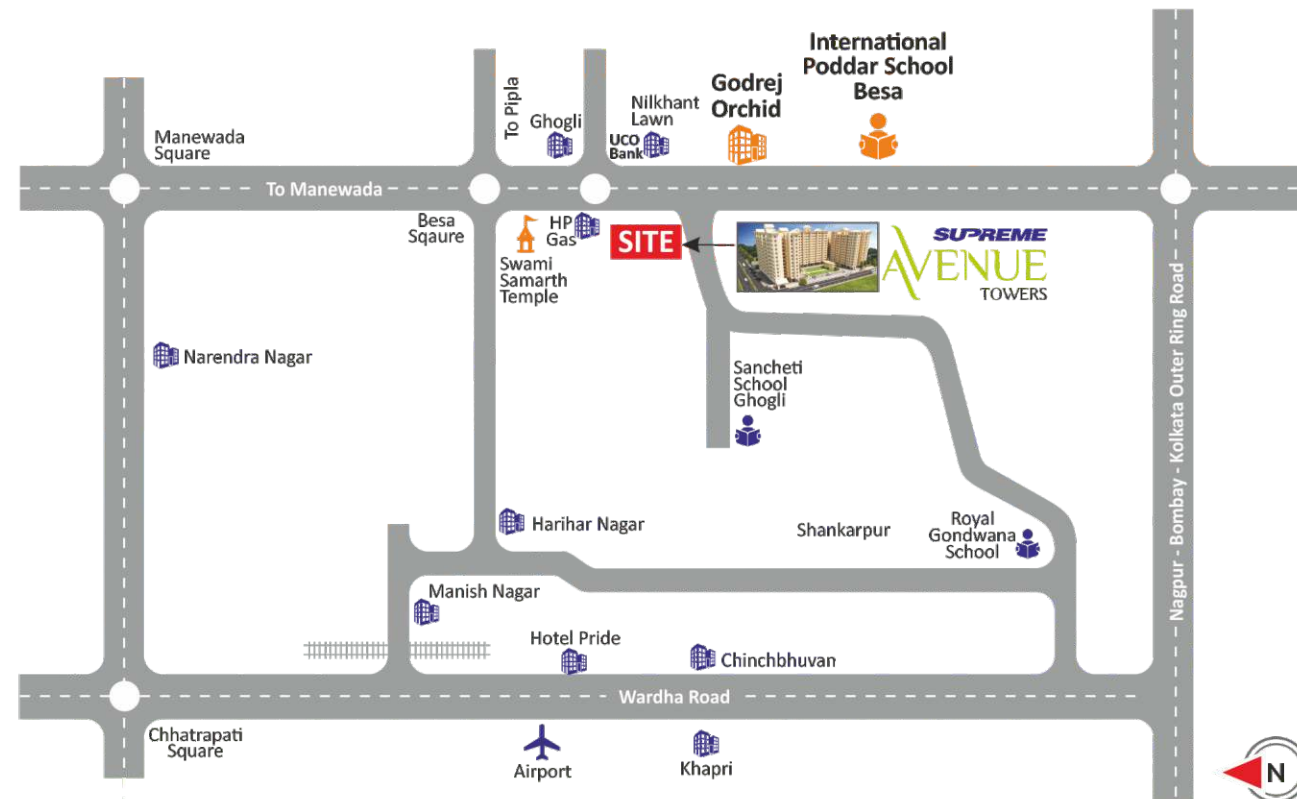 International
Poddar School
Besa
Godrej
Orchid
Nilkhant
Lawn
UCO
Bank
Ghogli
To Pipla
Manewada
Square
To Manewada
Besa
Sqaure
HP
Gas
Swami
Samarth
Temple
SITE
SUPREME
AVENUE
TOWERS
Narendra Nagar
Sancheti
School
Ghogli
Nagpur - Bombay - Kolkata Outer Ring Road
Harihar Nagar
Shankarpur
Royal
Gondwana
School
Manish Nagar
Hotel Pride
Chinchbhuvan
Wardha Road
Chhatrapati
Square
Airport
Khapri
N